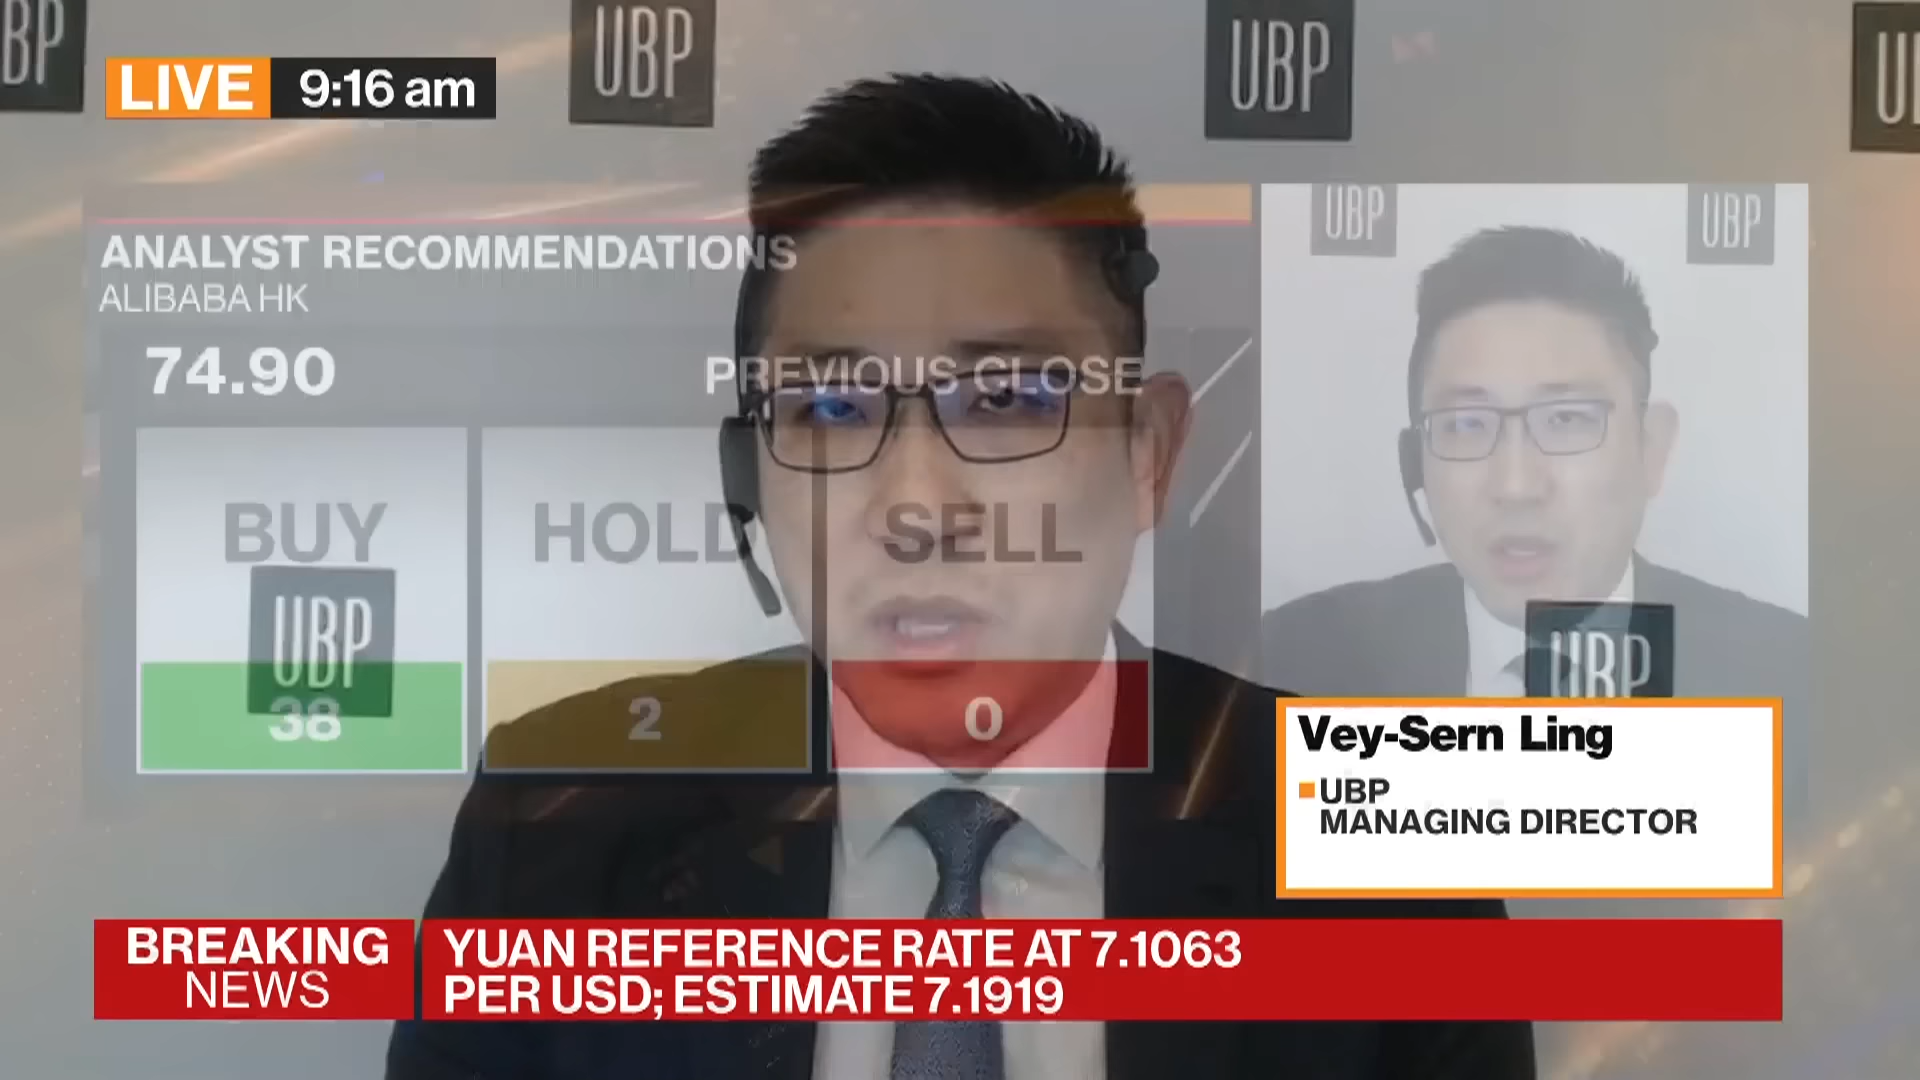 BP
UBP
UBP
U
LIVE 9:16 am
UBP
UBP
ANALYST RECOMMENDATIONS
ALIBABA HK
74.90 PREVIOUS CLOSE
BUY HOLD SELL
UBP
UBP
38 2 0
Vey-Sern Ling
UBP
MANAGING DIRECTOR
BREAKING
NEWS
YUAN REFERENCE RATE AT 7.1063
PER USD; ESTIMATE 7.1919